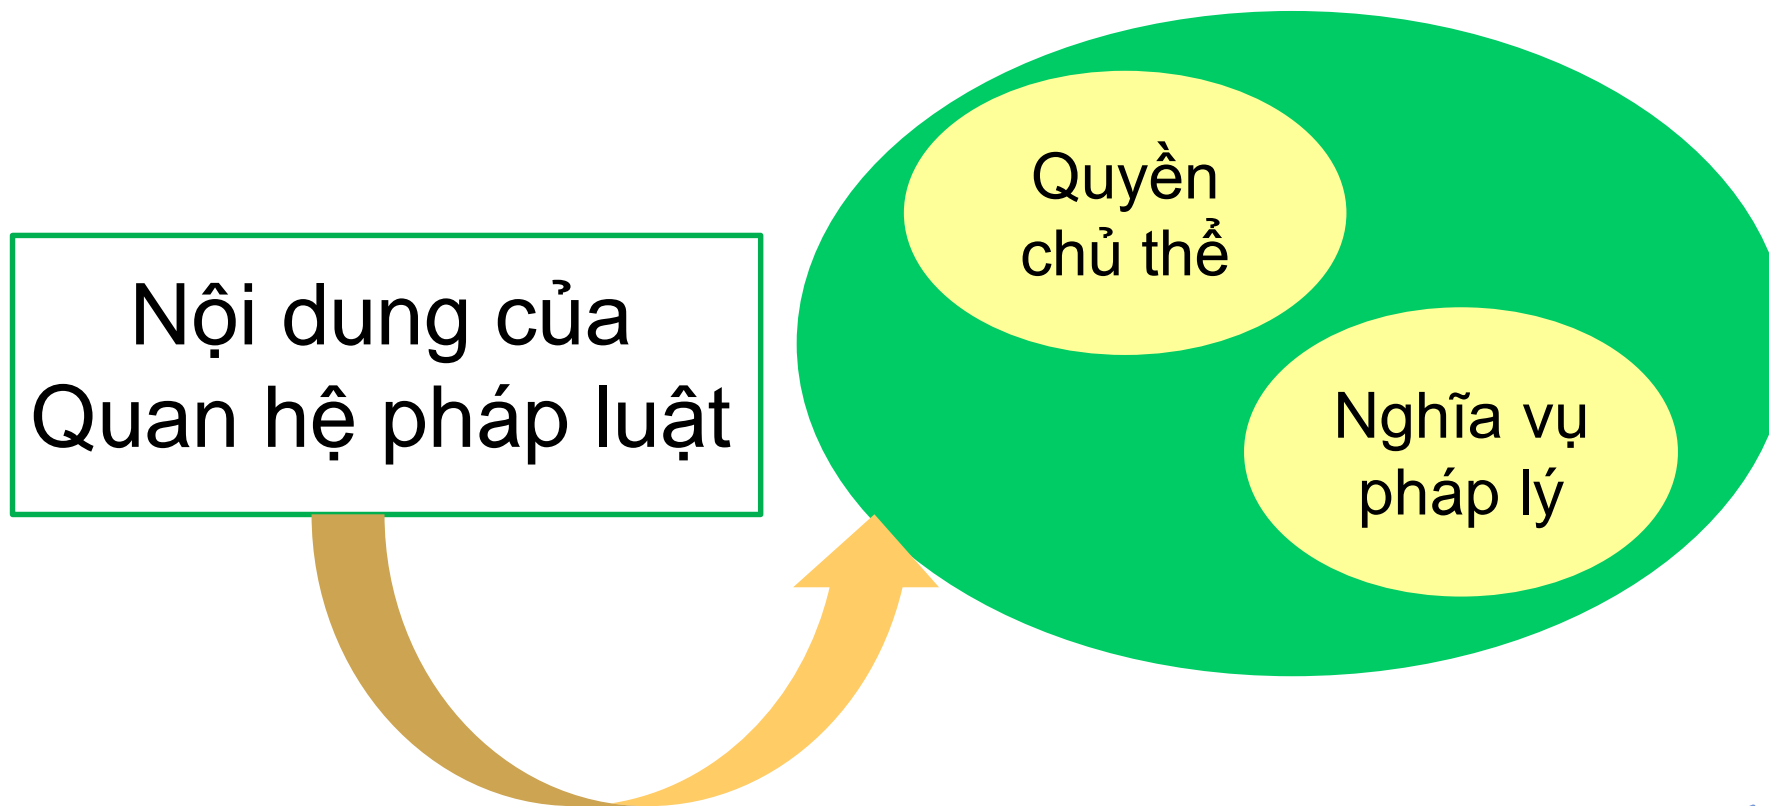 Nội dung của
Quan hệ pháp luật
Quyền
chủ thể
Nghĩa vụ
pháp lý